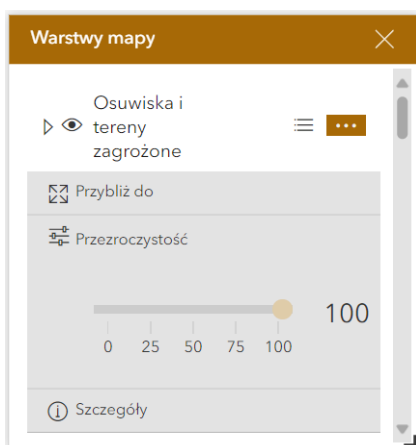 Warstwy mapy
Osuwiska i
tereny
zagrożone
Przybliż do
Przezroczystość
100
0 25 50 75 100
Szczegóły